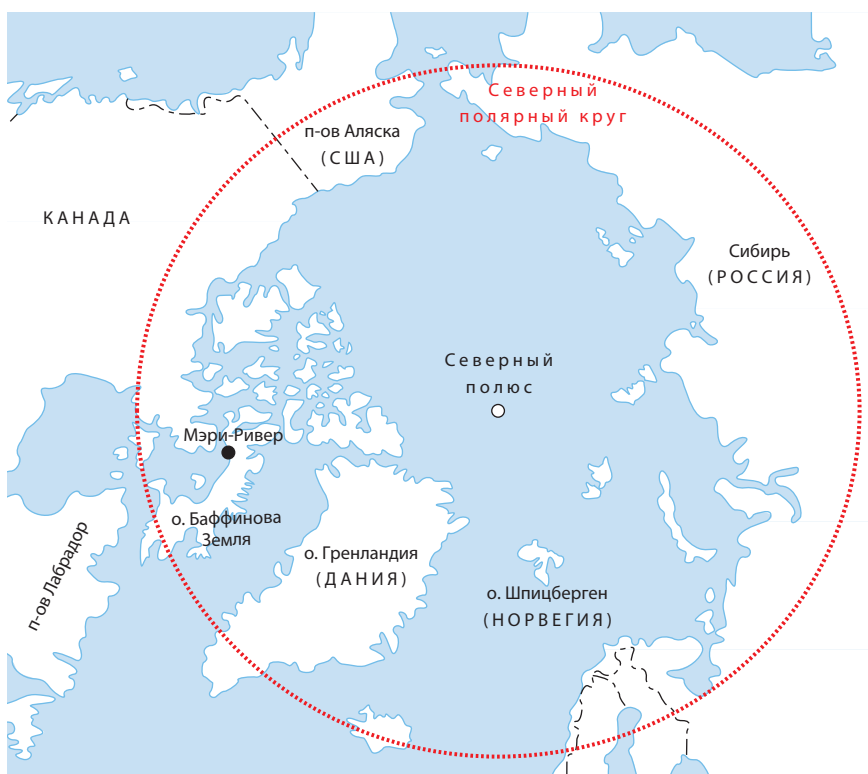 Северный
полярный круг
п-ов Аляска
(США)
КАНАДА
Сибирь
(РОССИЯ)
Северный
полюс
Мэри-Ривер
о. Баффинова
Земля
п-ов Лабрадор
о. Гренландия
(ДАНИЯ)
о. Шпицберген
(НОРВЕГИЯ)